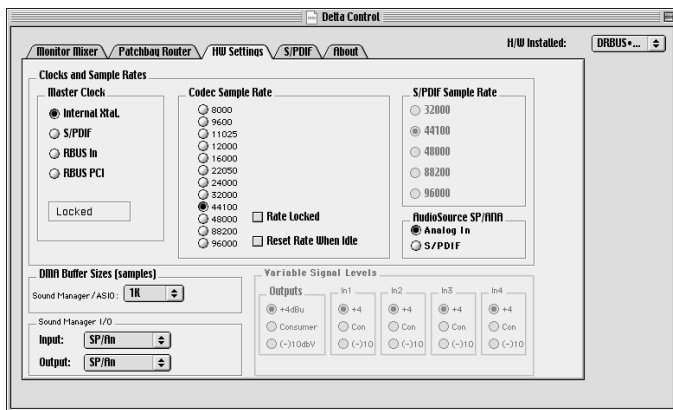 Delta Control
H/W Installed: DRBUS•...
Monitor Mixer
Patchbay Router
HW Settings
S/PDIF
About
Clocks and Sample Rates
Master Clock
Internal Xtal
S/PDIF
RBUS In
RBUS PCI
Locked
Codec Sample Rate
8000
9600
11025
12000
16000
22050
24000
32000
44100
48000
88200
96000
Rate Locked
Reset Rate When Idle
S/PDIF Sample Rate
32000
44100
48000
88200
96000
AudioSource SP/ANA
Analog In
S/PDIF
DMA Buffer Sizes (samples)
Sound Manager/ASIO: 1K
Sound Manager I/O
Input: SP/An
Output: SP/An
Variable Signal Levels
Outputs
+4dBu
Consumer
(-)10dbV
In1
+4
Con
(-)10
In2
+4
Con
(-)10
In3
+4
Con
(-)10
In4
+4
Con
(-)10